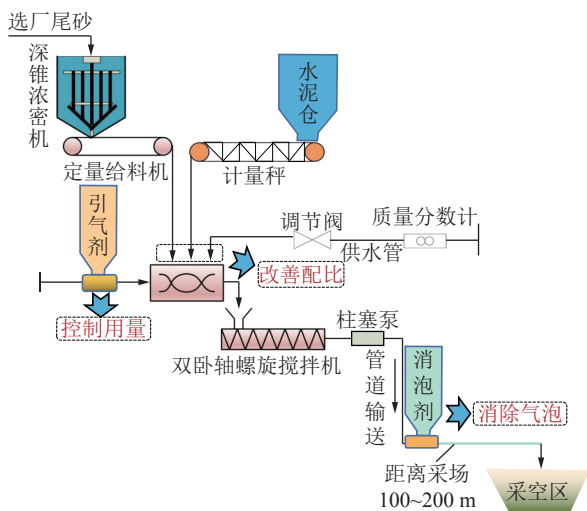 选厂尾砂
深锥浓密机
水泥仓
定量给料机
计量秤
引气剂
调节阀
质量分数计
供水管
改善配比
控制用量
柱塞泵
双卧轴螺旋搅拌机
管道输送
消泡剂
消除气泡
距离采场
100~200 m
采空区